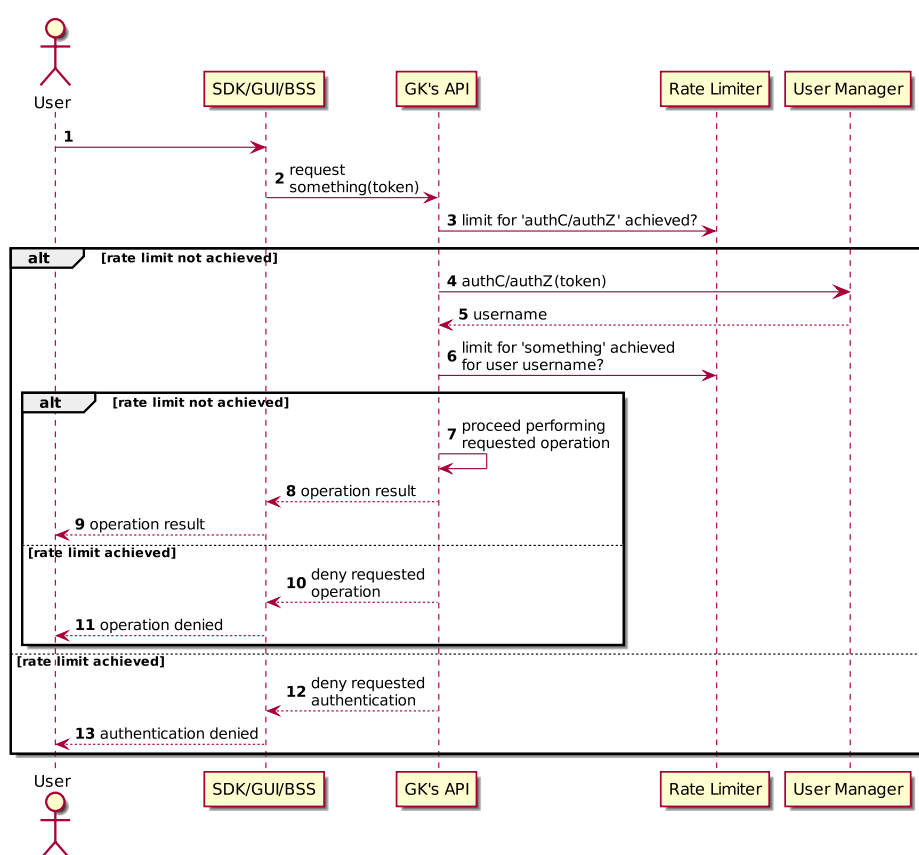 User
SDK/GUI/BSS
GK's API
Rate Limiter
User Manager
1
2 request
something(token)
3 limit for 'authC/authZ' achieved?
alt [rate limit not achieved]
4 authC/authZ(token)
5 username
6 limit for 'something' achieved
for user username?
alt [rate limit not achieved]
7 proceed performing
requested operation
8 operation result
9 operation result
[rate limit achieved]
10 deny requested
operation
11 operation denied
[rate limit achieved]
12 deny requested
authentication
13 authentication denied
User
SDK/GUI/BSS
GK's API
Rate Limiter
User Manager